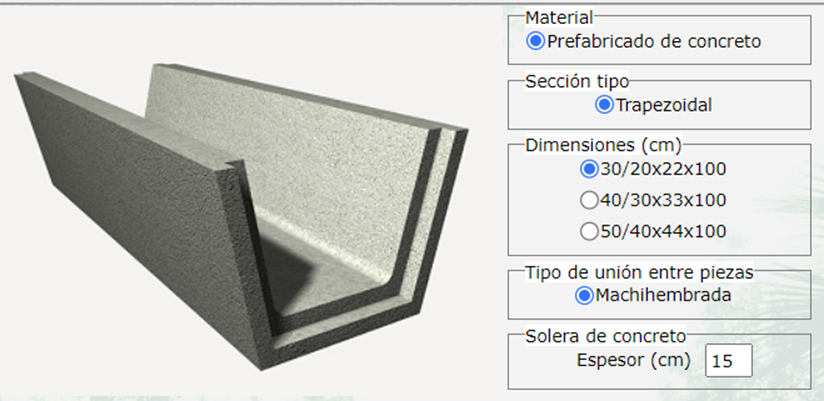 Material
Prefabricado de concreto
Sección tipo
Trapezoidal
Dimensiones (cm)
30/20x22x100
40/30x33x100
50/40x44x100
Tipo de unión entre piezas
Machihembrada
Solera de concreto
Espesor (cm) 15